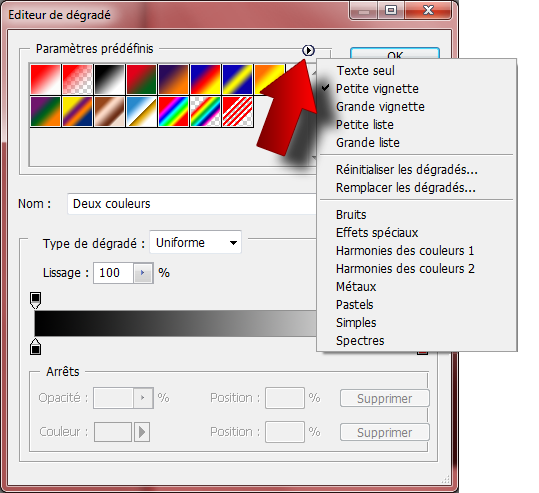 Editeur de dégradé
Paramètres prédéfinis
Texte seul
Petite vignette
Grande vignette
Petite liste
Grande liste
Réinitialiser les dégradés...
Remplacer les dégradés...
Bruits
Effets spéciaux
Harmonies des couleurs 1
Harmonies des couleurs 2
Métaux
Pastels
Simples
Spectres
Nom : Deux couleurs
Type de dégradé : Uniforme
Lissage : 100 %
Arrêts
Opacité : % Position : % Supprimer
Couleur : Position : % Supprimer